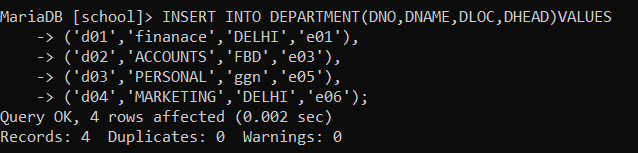 MariaDB [school]> INSERT INTO DEPARTMENT(DNO,DNAME,DLOC,DHEAD)VALUES
    -> ('d01','finanace','DELHI','e01'),
    -> ('d02','ACCOUNTS','FBD','e03'),
    -> ('d03','PERSONAL','ggn','e05'),
    -> ('d04','MARKETING','DELHI','e06');
Query OK, 4 rows affected (0.002 sec)
Records: 4  Duplicates: 0  Warnings: 0